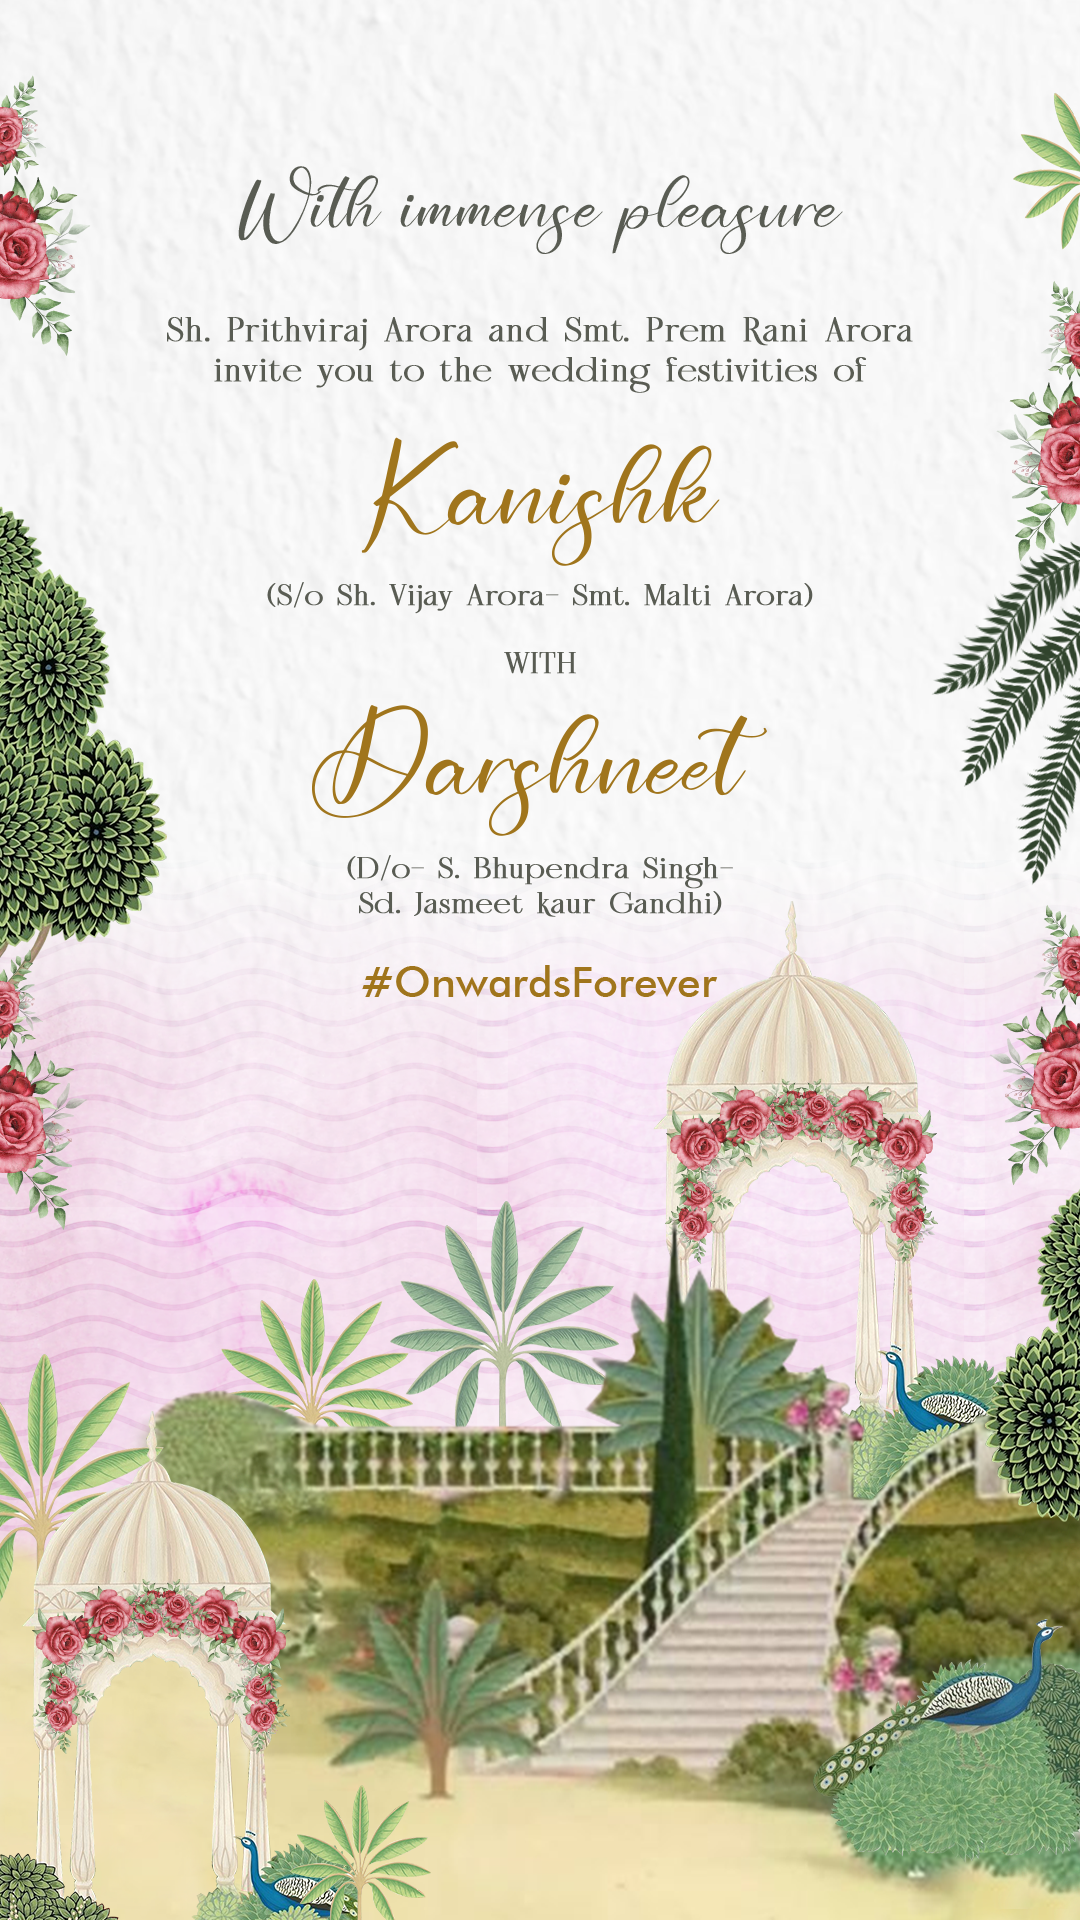 With immense pleasure
Sh. Prithviraj Arora and Smt. Prem Rani Arora
invite you to the wedding festivities of
Kanishk
(S/o Sh. Vijay Arora- Smt. Malti Arora)
WITH
Darshneet
(D/o- S. Bhupendra Singh-
Sd. Jasmeet kaur Gandhi)
#OnwardsForever